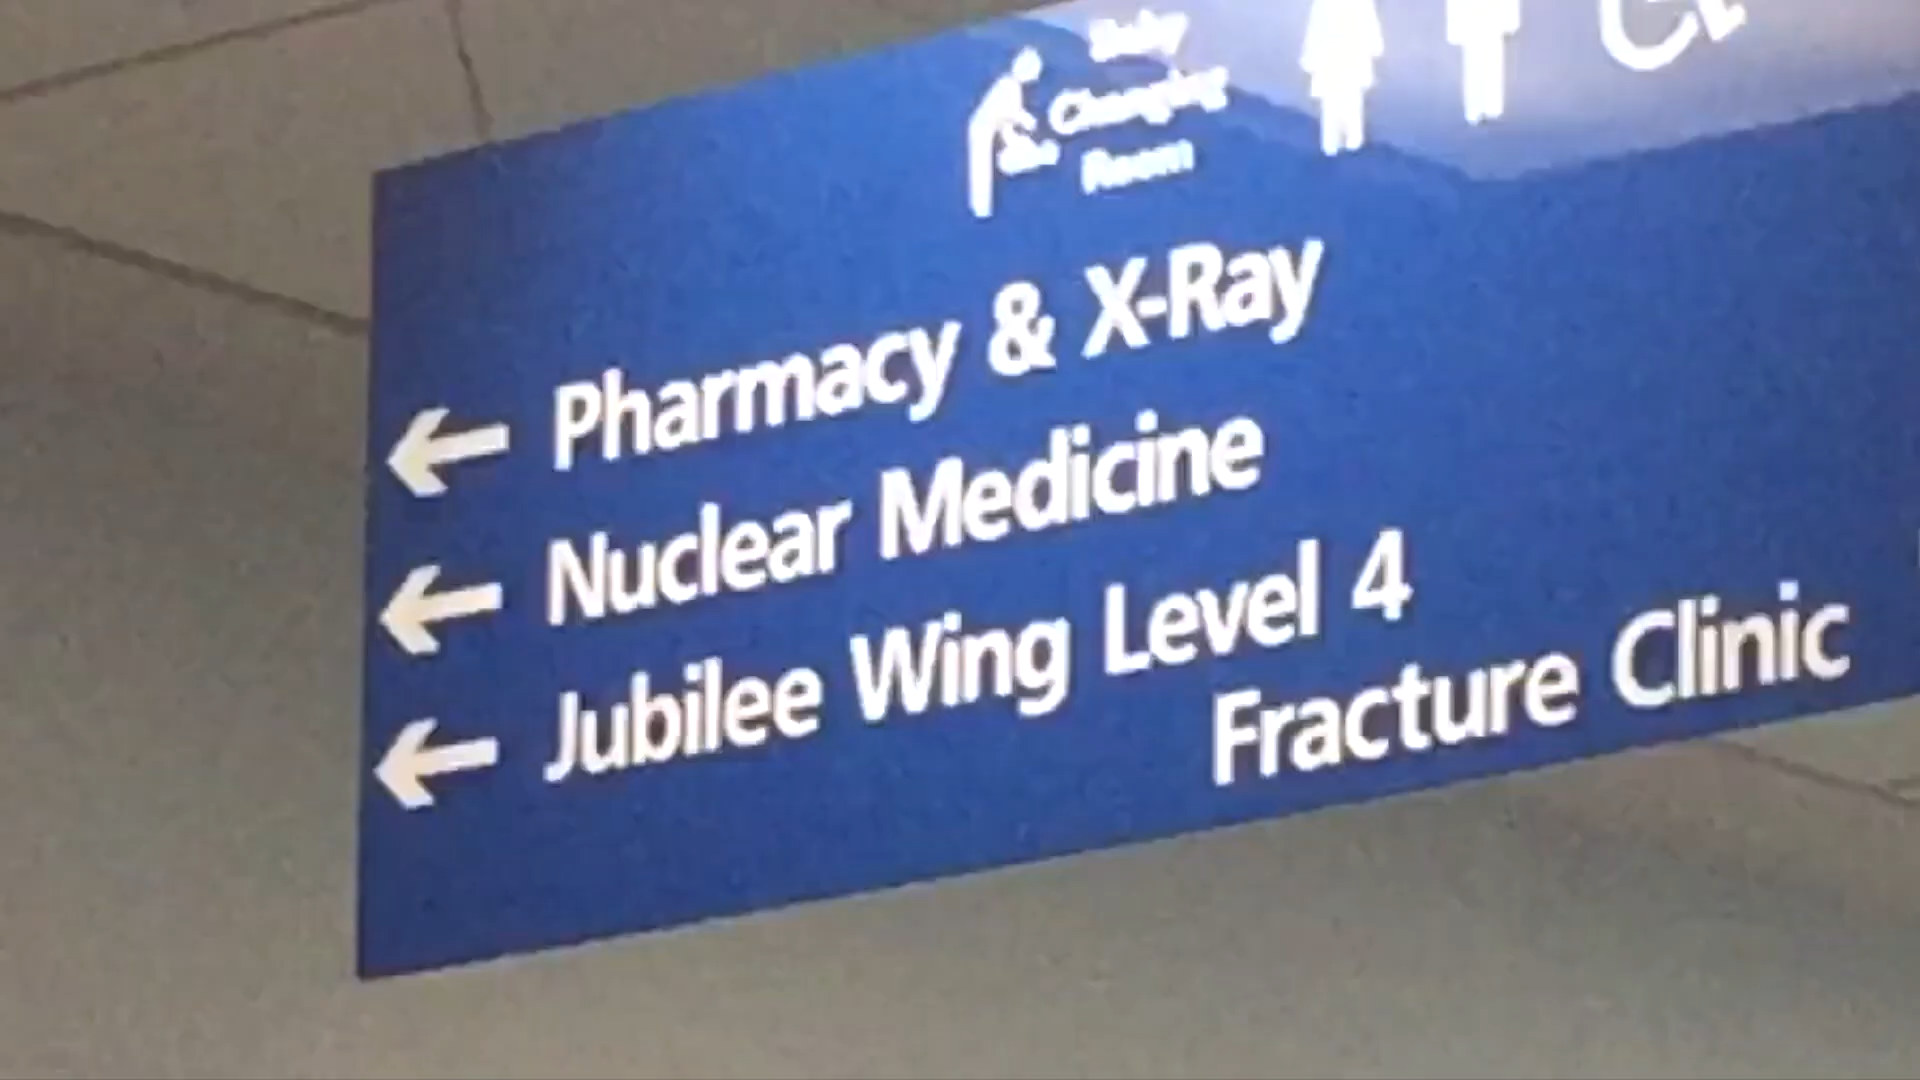 Baby
Changing
Room
Pharmacy & X-Ray
Nuclear Medicine
Jubilee Wing Level 4
Fracture Clinic